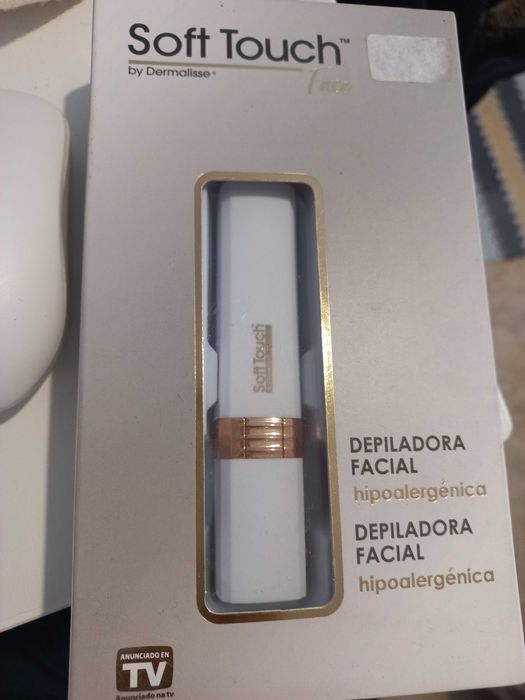 Soft Touch™
by Dermalisse®
Face
Soft Touch
DEPILADORA
FACIAL
hipoalergénica
DEPILADORA
FACIAL
hipoalergénica
ANUNCIADO EN
TV
Anunciado na tv